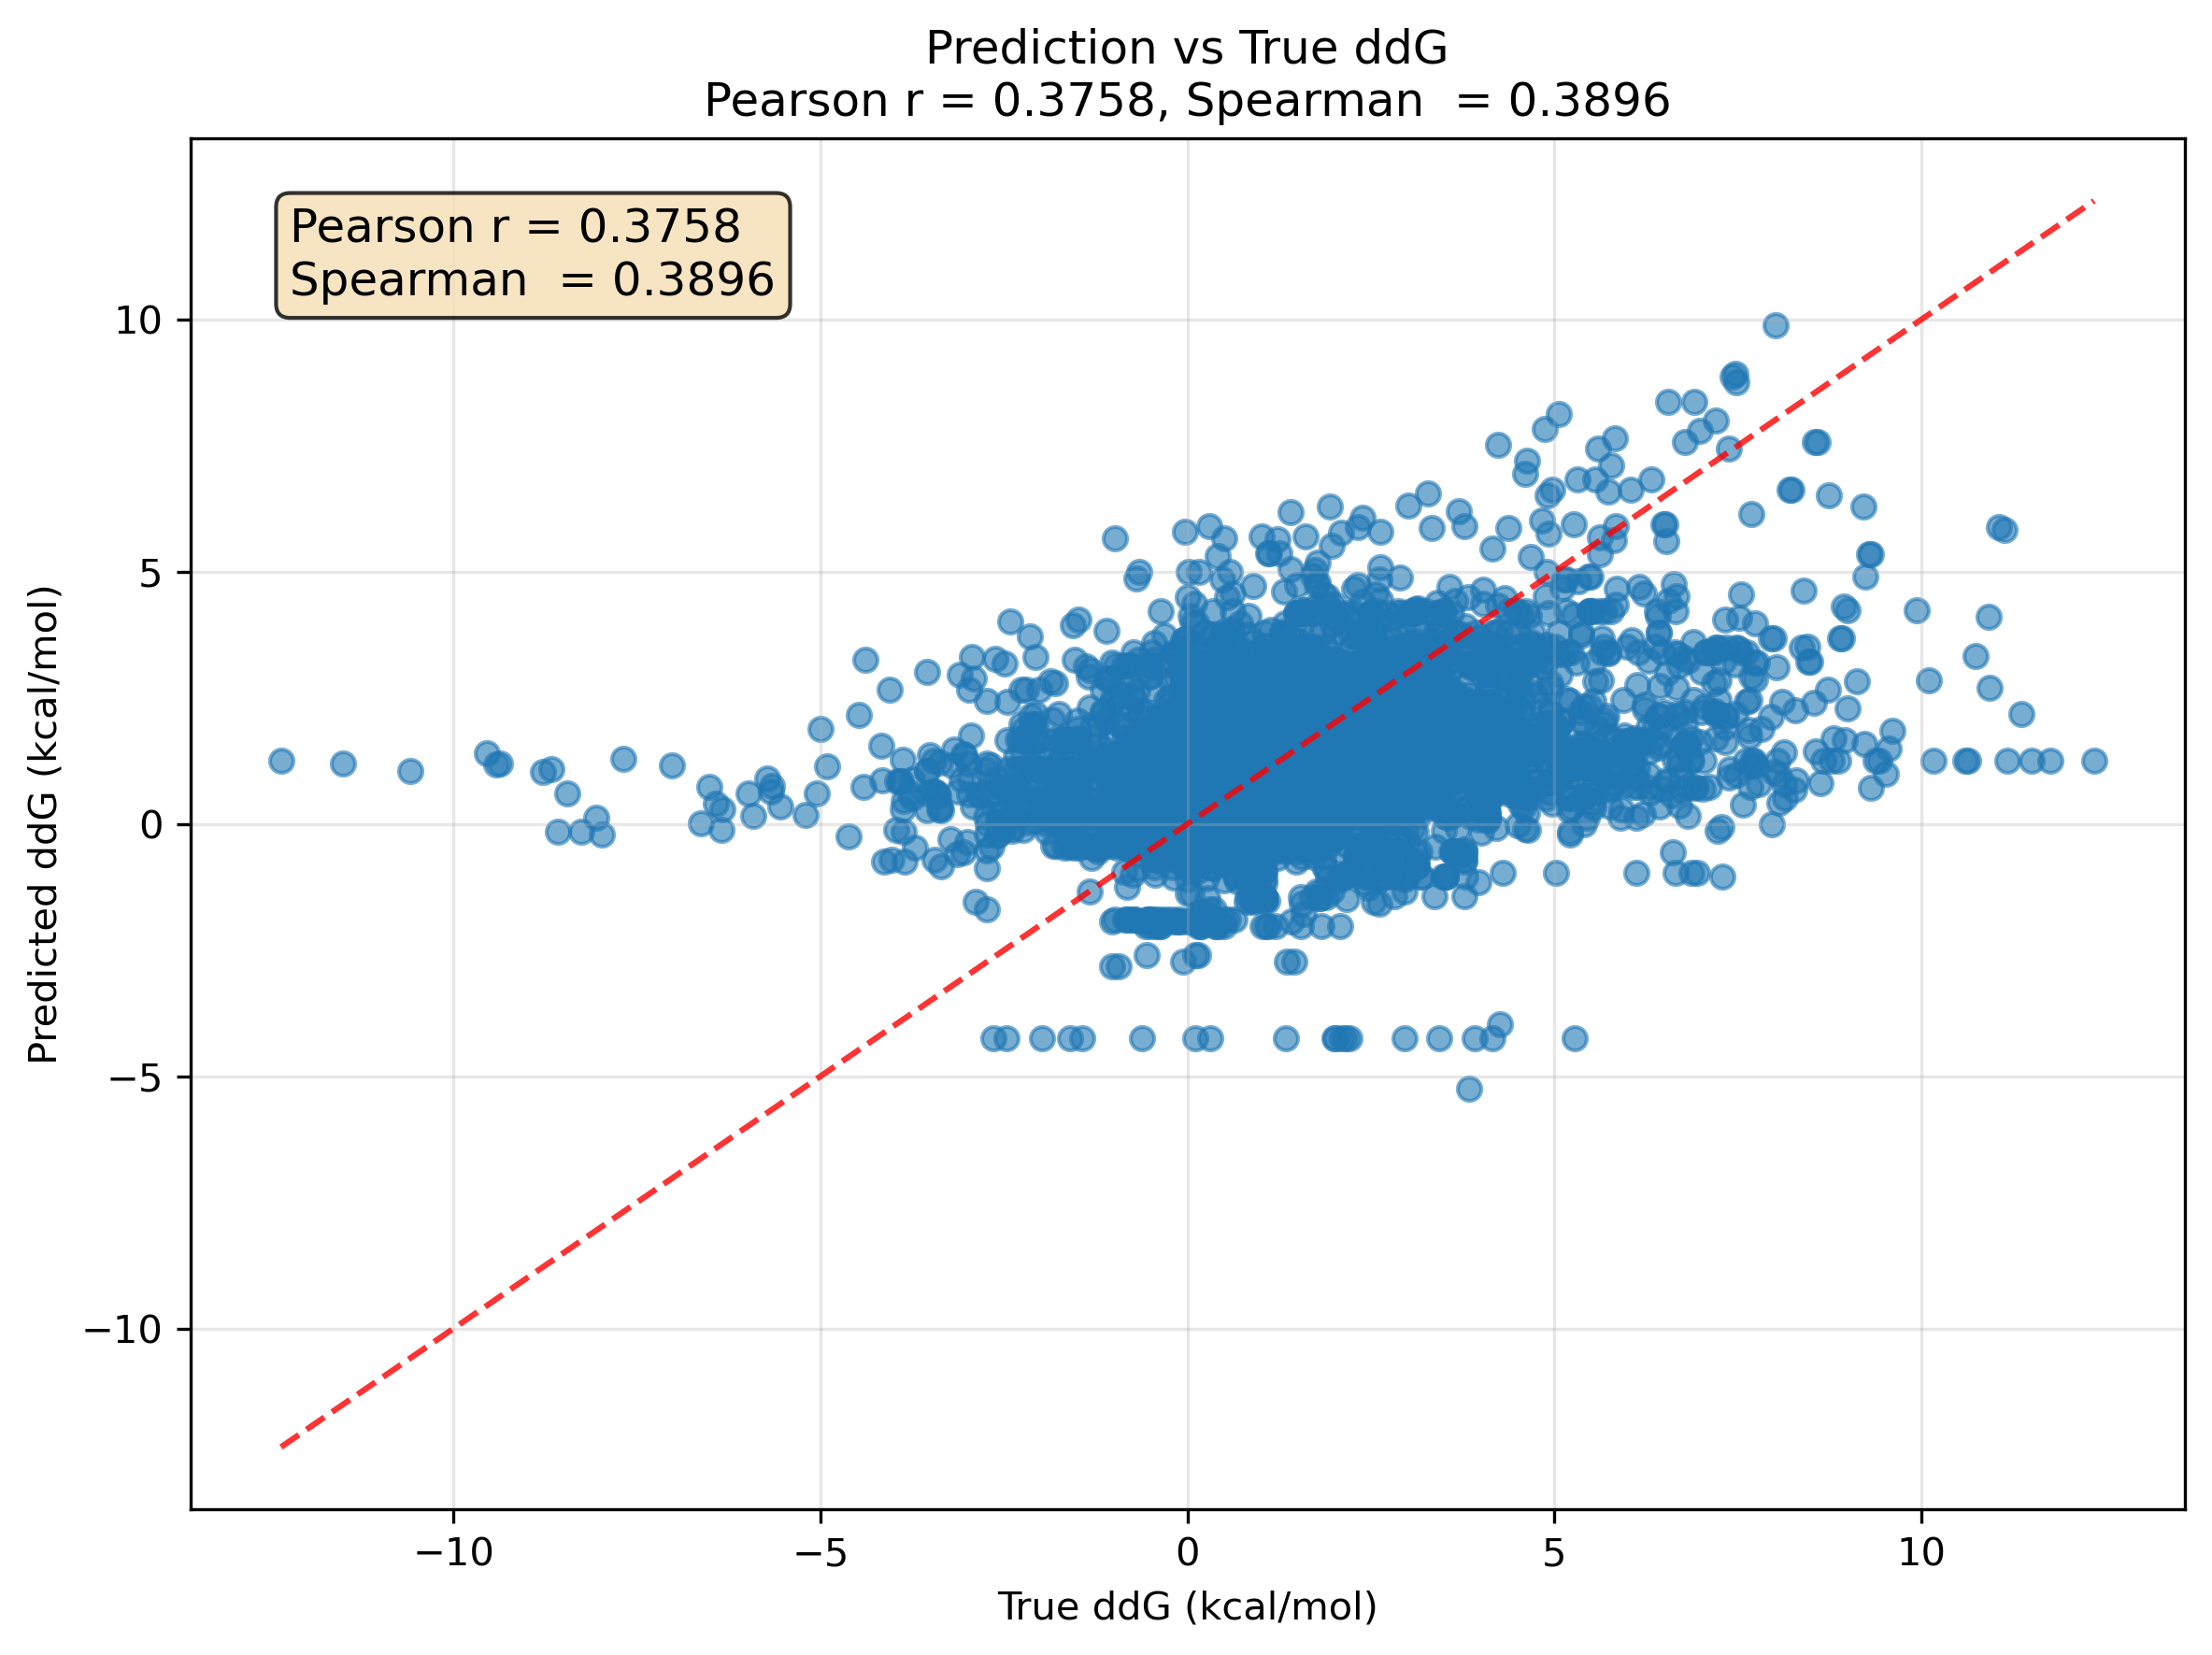 Prediction vs True ddG
Pearson r = 0.3758, Spearman  = 0.3896
Pearson r = 0.3758
Spearman  = 0.3896
10
5
0
−5
−10
Predicted ddG (kcal/mol)
−10
−5
0
5
10
True ddG (kcal/mol)